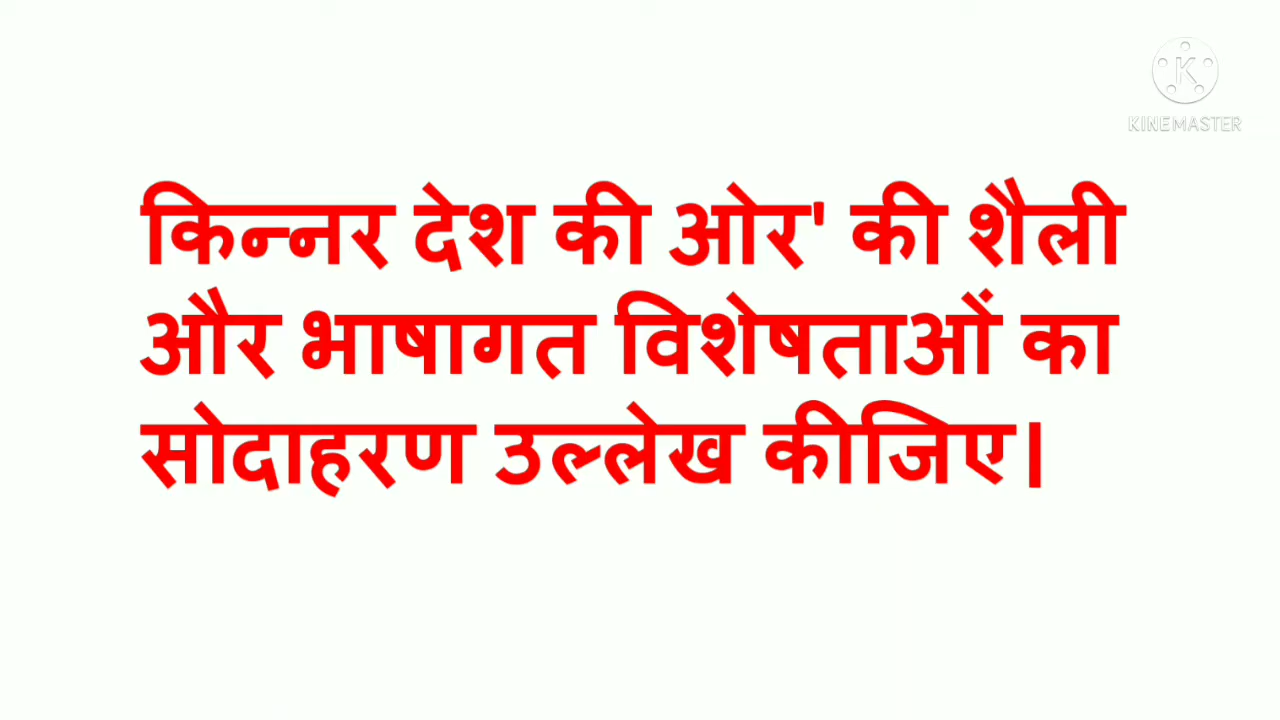 KINEMASTER
किन्नर देश की ओर' की शैली
और भाषागत विशेषताओं का
सोदाहरण उल्लेख कीजिए।